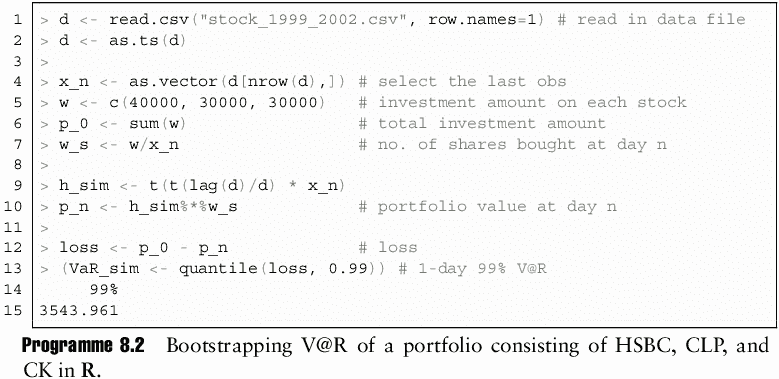 1 > d <- read.csv("stock_1999_2002.csv", row.names=1) # read in data file
2 > d <- as.ts(d)
3 >
4 > x_n <- as.vector(d[nrow(d),]) # select the last obs
5 > w <- c(40000, 30000, 30000) # investment amount on each stock
6 > p_0 <- sum(w) # total investment amount
7 > w_s <- w/x_n # no. of shares bought at day n
8 >
9 > h_sim <- t(t(lag(d)/d) * x_n)
10 > p_n <- h_sim%*%w_s # portfolio value at day n
11 >
12 > loss <- p_0 - p_n # loss
13 > (VaR_sim <- quantile(loss, 0.99)) # 1-day 99% V@R
14 99%
15 3543.961
Programme 8.2 Bootstrapping V@R of a portfolio consisting of HSBC, CLP, and
CK in R.